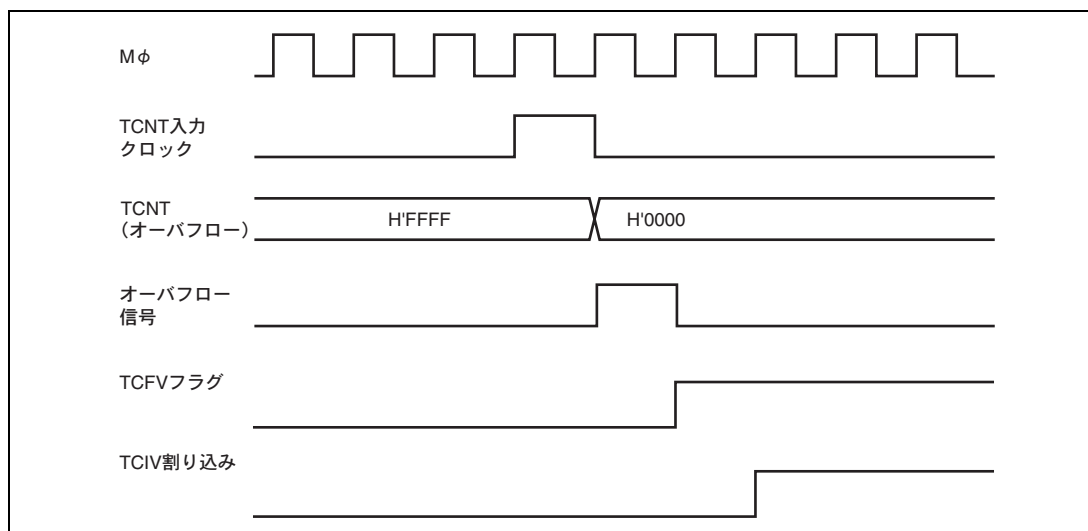 Mφ
TCNT入力
クロック
TCNT
(オーバフロー)
H'FFFF
H'0000
オーバフロー
信号
TCFVフラグ
TCIV割り込み